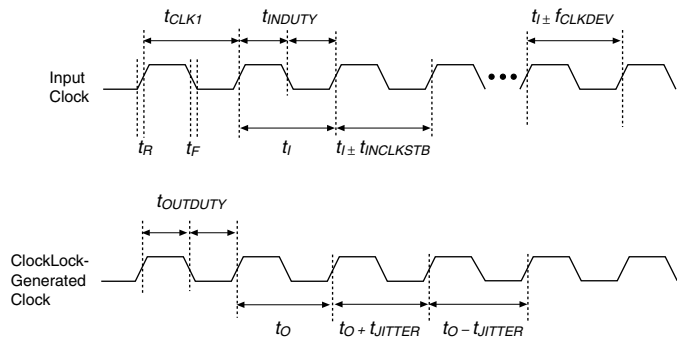 tCLK1 tINDUTY tI ± fCLKDEV
Input
Clock
tR tF tI tI ± tINCLKSTB
tOUTDUTY
ClockLock-
Generated
Clock
tO tO + tJITTER tO – tJITTER